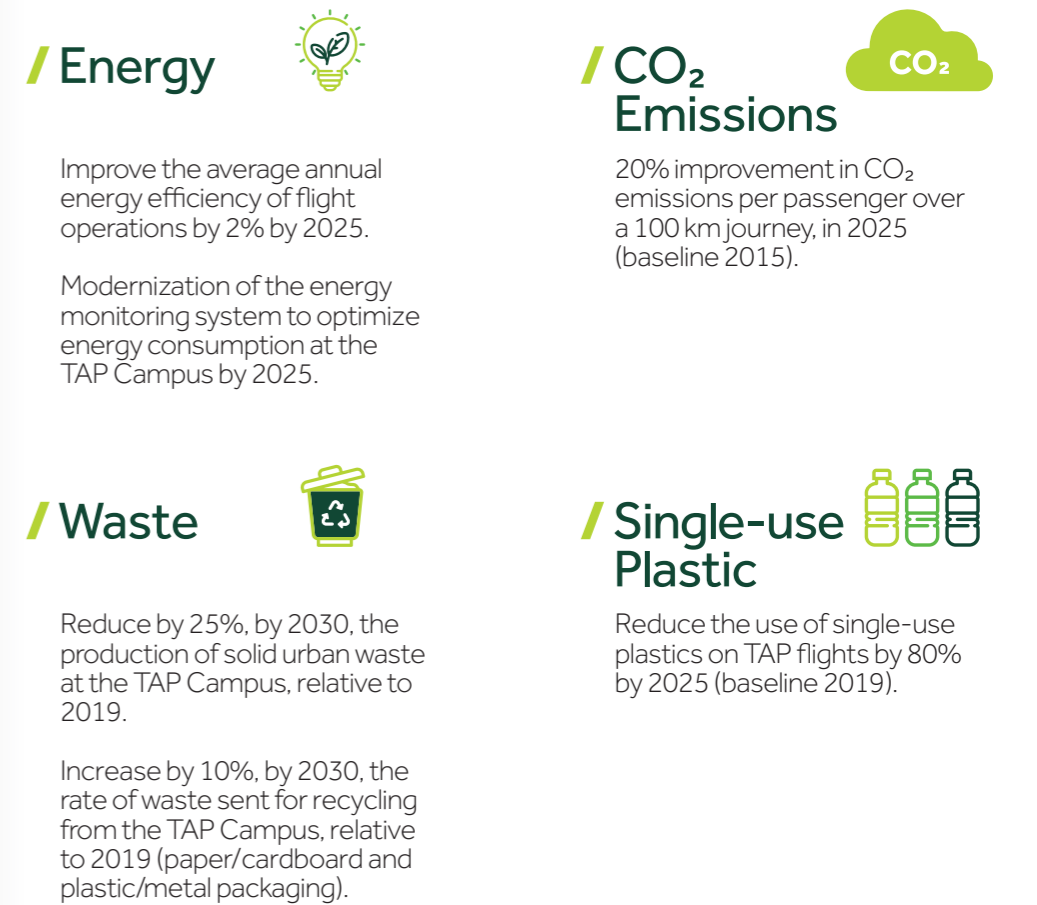 Energy
Improve the average annual
energy efficiency of flight
operations by 2% by 2025.
Modernization of the energy
monitoring system to optimize
energy consumption at the
TAP Campus by 2025.
CO₂
Emissions
CO₂
20% improvement in CO₂
emissions per passenger over
a 100 km journey, in 2025
(baseline 2015).
Waste
Reduce by 25%, by 2030, the
production of solid urban waste
at the TAP Campus, relative to
2019.
Increase by 10%, by 2030, the
rate of waste sent for recycling
from the TAP Campus, relative
to 2019 (paper/cardboard and
plastic/metal packaging).
Single-use
Plastic
Reduce the use of single-use
plastics on TAP flights by 80%
by 2025 (baseline 2019).